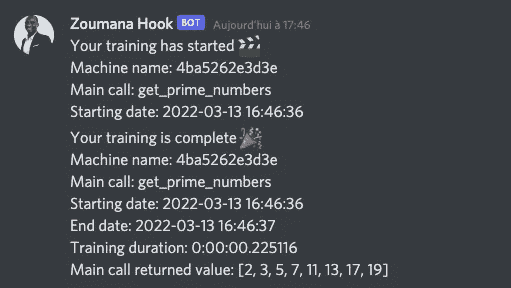 Zoumana Hook BOT Aujourd'hui à 17:46
Your training has started 🎬
Machine name: 4ba5262e3d3e
Main call: get_prime_numbers
Starting date: 2022-03-13 16:46:36
Your training is complete 🎉
Machine name: 4ba5262e3d3e
Main call: get_prime_numbers
Starting date: 2022-03-13 16:46:36
End date: 2022-03-13 16:46:37
Training duration: 0:00:00.225116
Main call returned value: [2, 3, 5, 7, 11, 13, 17, 19]